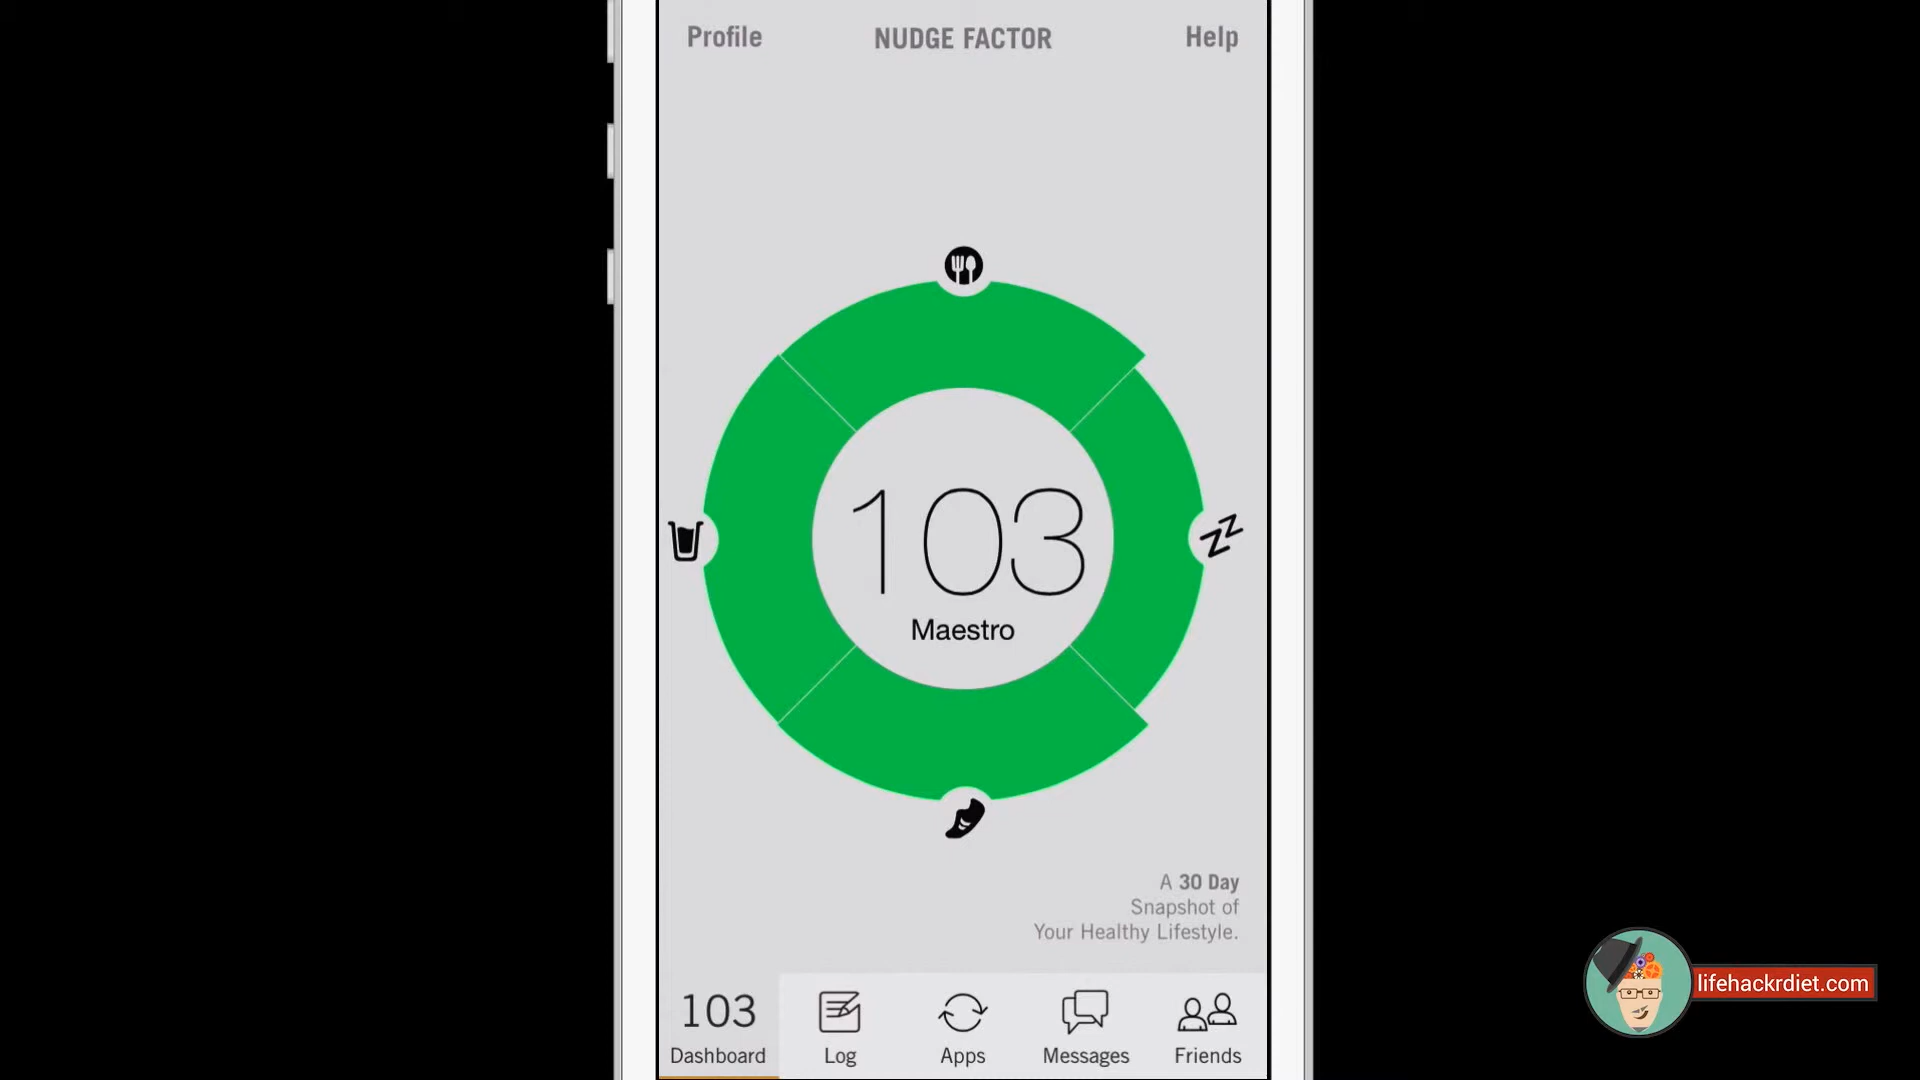 Profile
NUDGE FACTOR
Help
103
Maestro
A 30 Day
Snapshot of
Your Healthy Lifestyle.
103
Dashboard
Log
Apps
Messages
Friends
lifehackrdiet.com